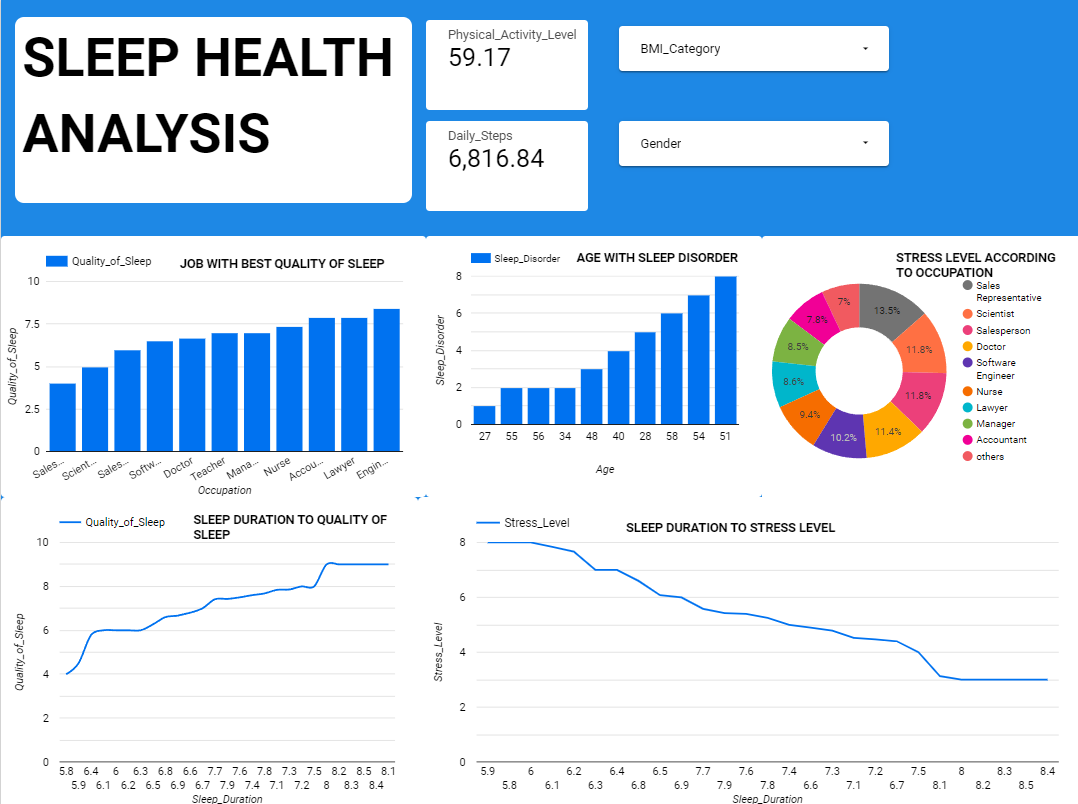 SLEEP HEALTH
ANALYSIS
Physical_Activity_Level
59.17
Daily_Steps
6,816.84
BMI_Category
Gender
Quality_of_Sleep
JOB WITH BEST QUALITY OF SLEEP
10
7.5
5
2.5
0
Quality_of_Sleep
Sales… Scient… Sales… Softw… Doctor Teacher Mana… Nurse Accou… Lawyer Engin…
Occupation
Sleep_Disorder
AGE WITH SLEEP DISORDER
8
6
4
2
0
Sleep_Disorder
27 55 56 34 48 40 28 58 54 51
Age
STRESS LEVEL ACCORDING
TO OCCUPATION
13.5%
11.8%
11.8%
11.4%
10.2%
9.4%
8.6%
8.5%
7.8%
7%
Sales
Representative
Scientist
Salesperson
Doctor
Software
Engineer
Nurse
Lawyer
Manager
Accountant
others
Quality_of_Sleep
SLEEP DURATION TO QUALITY OF
SLEEP
10
8
6
4
2
0
Quality_of_Sleep
5.8 6.4 6 6.3 6.8 6.6 7.7 7.6 7.8 7.3 7.5 8 8.2 8.5 8.1
5.9 6.1 6.2 6.5 6.9 6.7 7.9 7.4 7.1 7.2 8.3 8.4
Sleep_Duration
Stress_Level
SLEEP DURATION TO STRESS LEVEL
8
6
4
2
0
Stress_Level
5.9 6 6.2 6.4 6.5 7.7 7.6 7.4 7.3 7.2 7.5 8 8.3 8.4
5.8 6.1 6.3 6.8 6.9 7.9 7.8 6.6 7.1 6.7 8.1 8.2 8.5
Sleep_Duration